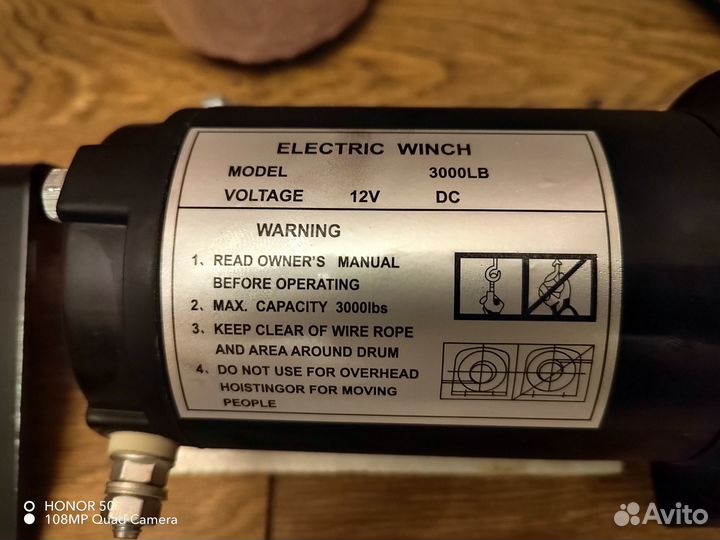 ELECTRIC WINCH
MODEL 3000LB
VOLTAGE 12V DC
WARNING
1、READ OWNER'S MANUAL
BEFORE OPERATING
2、MAX. CAPACITY 3000lbs
3、KEEP CLEAR OF WIRE ROPE
AND AREA AROUND DRUM
4、DO NOT USE FOR OVERHEAD
HOISTINGOR FOR MOVING
PEOPLE
HONOR 50
108MP Quad Camera
Avito